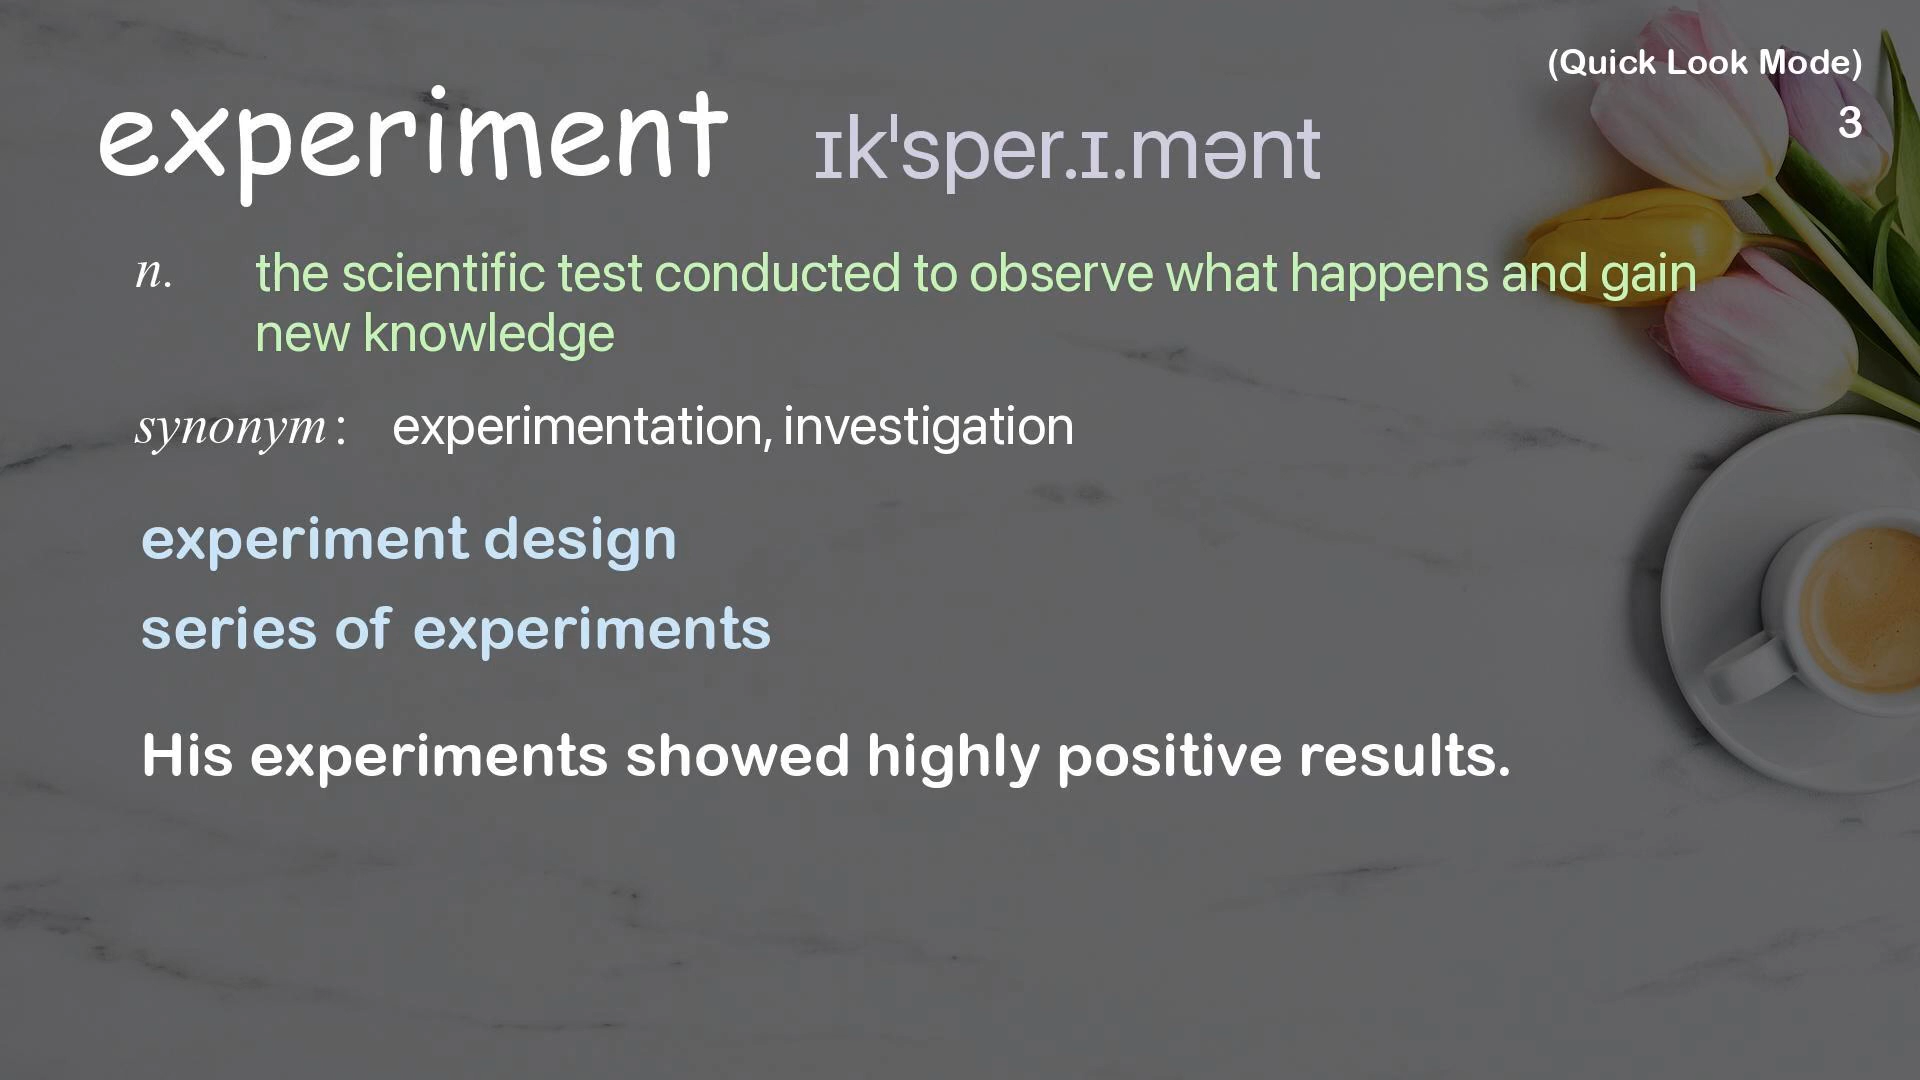 (Quick Look Mode)
experiment ɪkˈsper.ɪ.mənt
3
n. the scientific test conducted to observe what happens and gain
new knowledge
synonym: experimentation, investigation
experiment design
series of experiments
His experiments showed highly positive results.